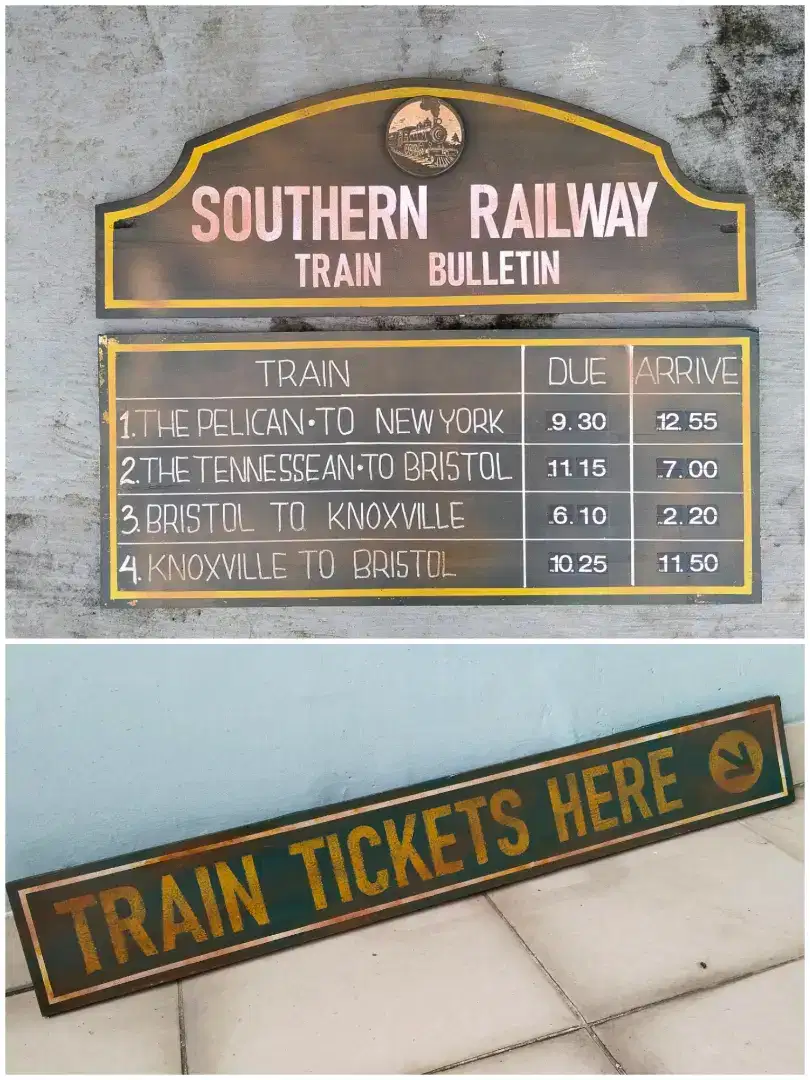 SOUTHERN RAILWAY
TRAIN BULLETIN
TRAIN DUE ARRIVE
1. THE PELICAN • TO NEW YORK .9.30 12.55
2. THE TENNESSEAN • TO BRISTOL 11.15 .7.00
3. BRISTOL TO KNOXVILLE .6.10 .2.20
4. KNOXVILLE TO BRISTOL 10.25 11.50
TRAIN TICKETS HERE